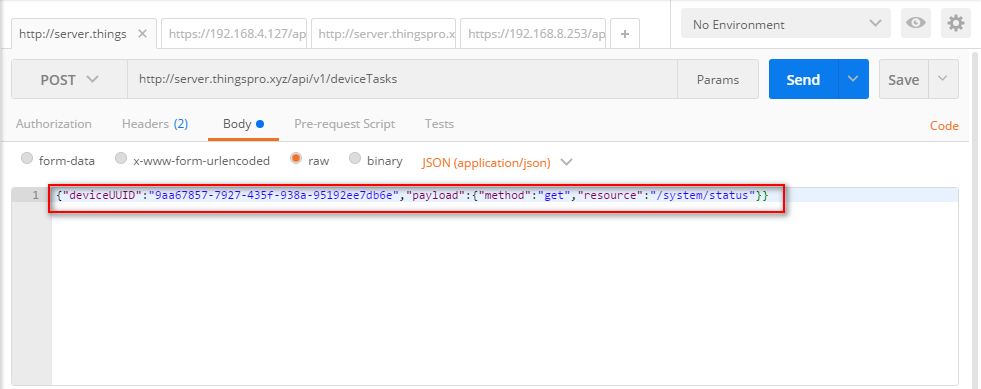 http://server.things
https://192.168.4.127/ap
http://server.thingspro.x
https://192.168.8.253/ap
+
No Environment
POST
http://server.thingspro.xyz/api/v1/deviceTasks
Params
Send
Save
Authorization
Headers (2)
Body
Pre-request Script
Tests
Code
form-data
x-www-form-urlencoded
raw
binary
JSON (application/json)
1
{"deviceUUID":"9aa67857-7927-435f-938a-95192ee7db6e","payload":{"method":"get","resource":"/system/status"}}